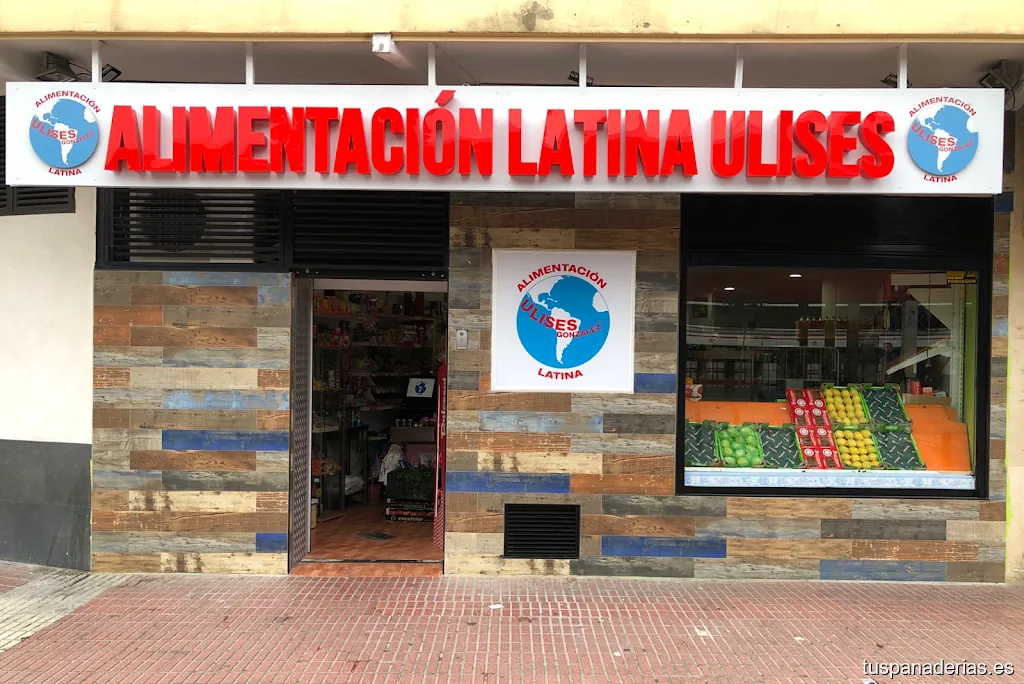 ALIMENTACIÓN LATINA ULISES
ALIMENTACIÓN
ULISES
GONZALEZ
LATINA
ALIMENTACIÓN
ULISES
GONZALEZ
LATINA
ALIMENTACIÓN
ULISES
GONZALEZ
LATINA
tuspanaderias.es